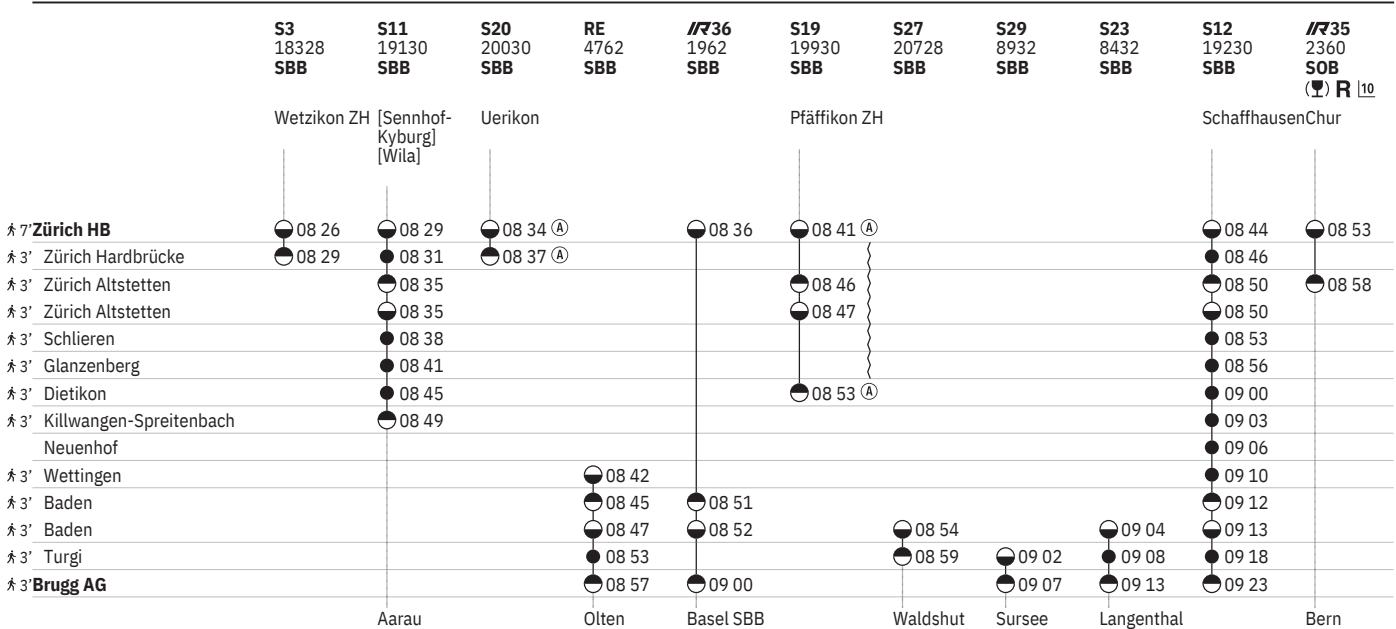 S3 S11 S20 RE IR36 S19 S27 S29 S23 S12 IR35
18328 19130 20030 4762 1962 19930 20728 8932 8432 19230 2360
SBB SBB SBB SBB SBB SBB SBB SBB SBB SBB SOB
R 10
Wetzikon ZH [Sennhof- Uerikon Pfäffikon ZH Schaffhausen Chur
Kyburg]
[Wila]
7' Zürich HB 08 26 08 29 08 34 A 08 36 08 41 A 08 44 08 53
3' Zürich Hardbrücke 08 29 08 31 08 37 A 08 46
3' Zürich Altstetten 08 35 08 46 08 50 08 58
3' Zürich Altstetten 08 35 08 47 08 50
3' Schlieren 08 38 08 53
3' Glanzenberg 08 41 08 56
3' Dietikon 08 45 08 53 A 09 00
3' Killwangen-Spreitenbach 08 49 09 03
Neuenhof 09 06
3' Wettingen 08 42 09 10
3' Baden 08 45 08 51 09 12
3' Baden 08 47 08 52 08 54 09 04 09 13
3' Turgi 08 53 08 59 09 02 09 08 09 18
3' Brugg AG 08 57 09 00 09 07 09 13 09 23
Aarau Olten Basel SBB Waldshut Sursee Langenthal Bern